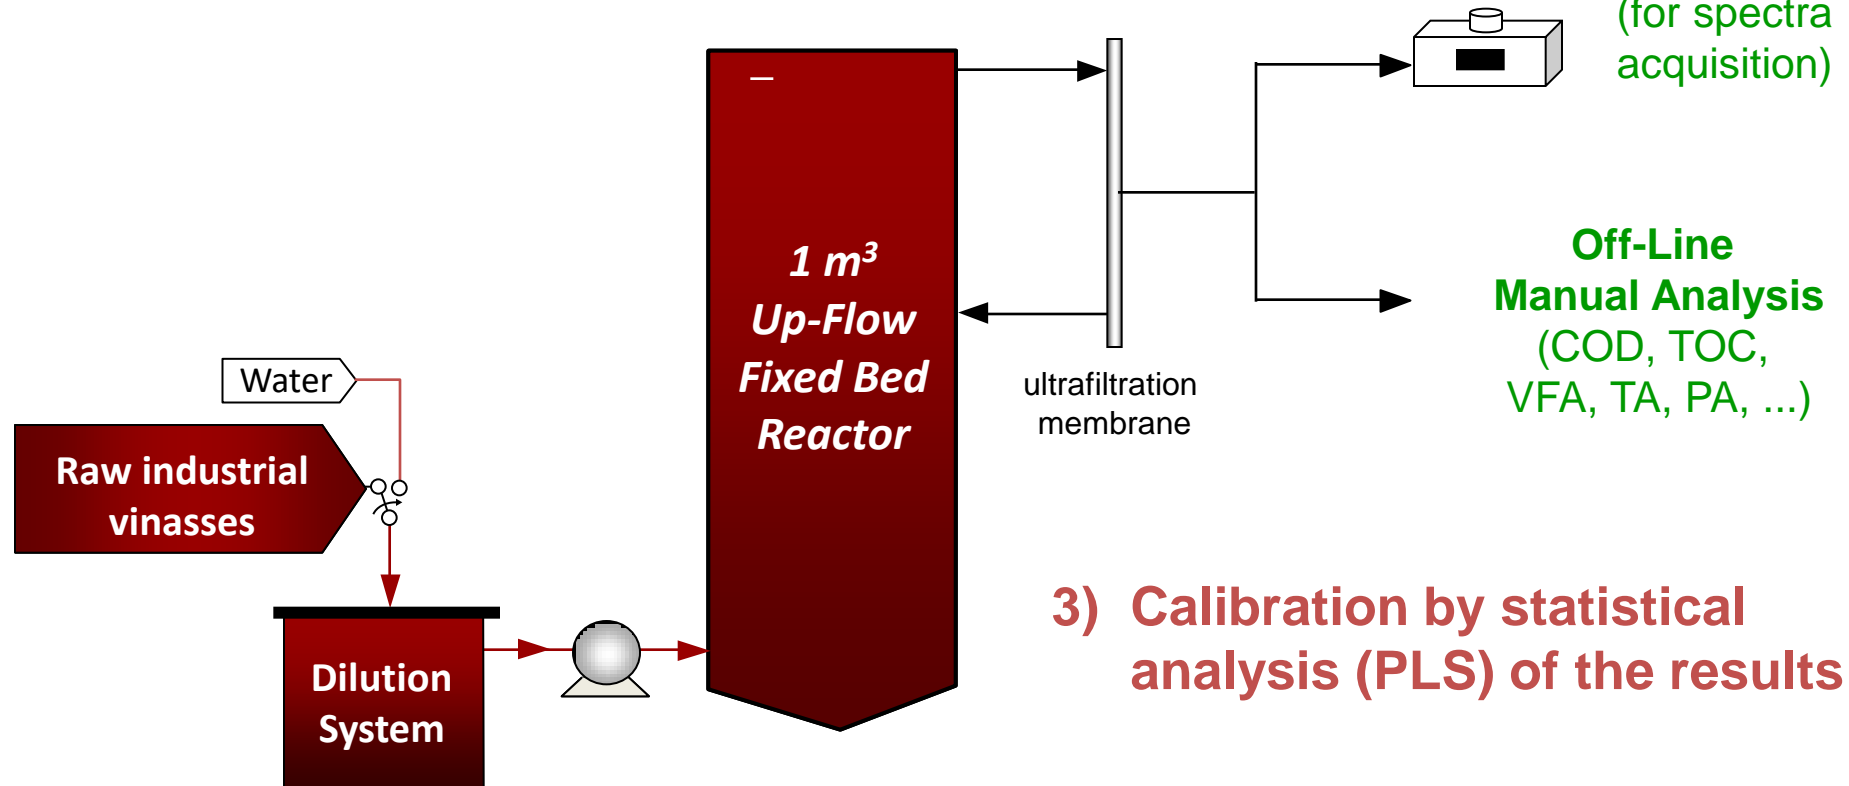 (for spectra
acquisition)
1 m³
Up-Flow
Fixed Bed
Reactor
Off-Line
Manual Analysis
(COD, TOC,
VFA, TA, PA, ...)
ultrafiltration
membrane
Water
Raw industrial
vinasses
Dilution
System
3) Calibration by statistical
analysis (PLS) of the results